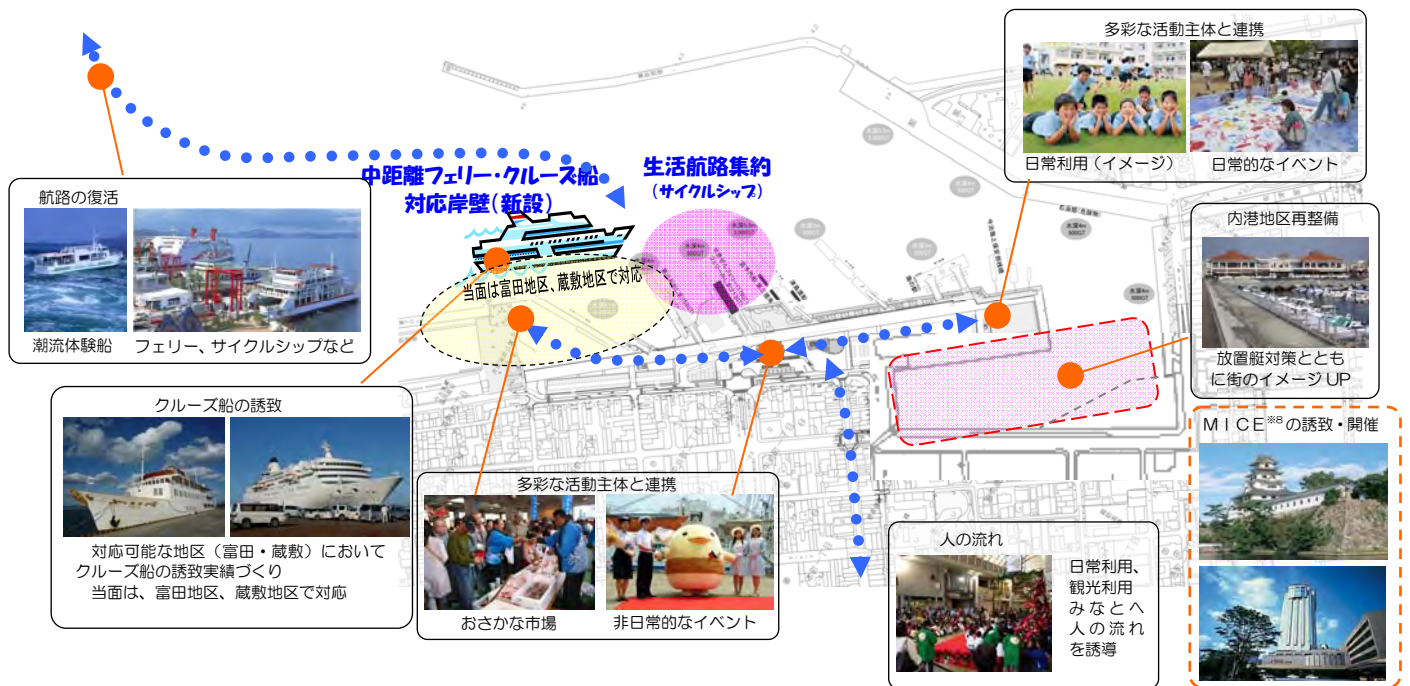 多彩な活動主体と連携
日常利用（イメージ）
日常的なイベント
中距離フェリー・クルーズ船
対応岸壁（新設）
生活航路集約
（サイクルシップ）
当面は富田地区、蔵敷地区で対応
航路の復活
潮流体験船
フェリー、サイクルシップなど
内港地区再整備
放置艇対策ととも
に街のイメージ UP
クルーズ船の誘致
対応可能な地区（富田・蔵敷）において
クルーズ船の誘致実績づくり
当面は、富田地区、蔵敷地区で対応
多彩な活動主体と連携
おさかな市場
非日常的なイベント
人の流れ
日常利用、
観光利用
みなとへ
人の流れ
を誘導
ＭＩＣＥ※8の誘致・開催